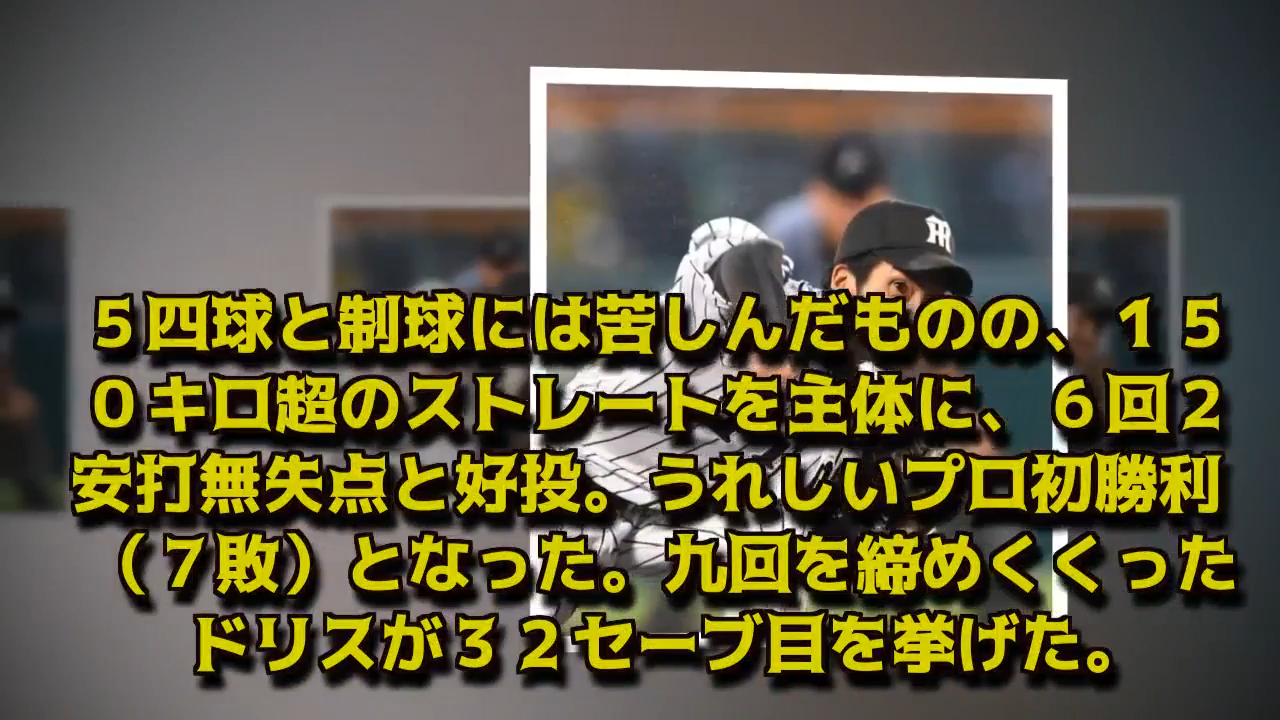 ５四球と制球には苦しんだものの、１５
０キロ超のストレートを主体に、６回２
安打無失点と好投。うれしいプロ初勝利
（７敗）となった。九回を締めくくった
ドリスが３２セーブ目を挙げた。